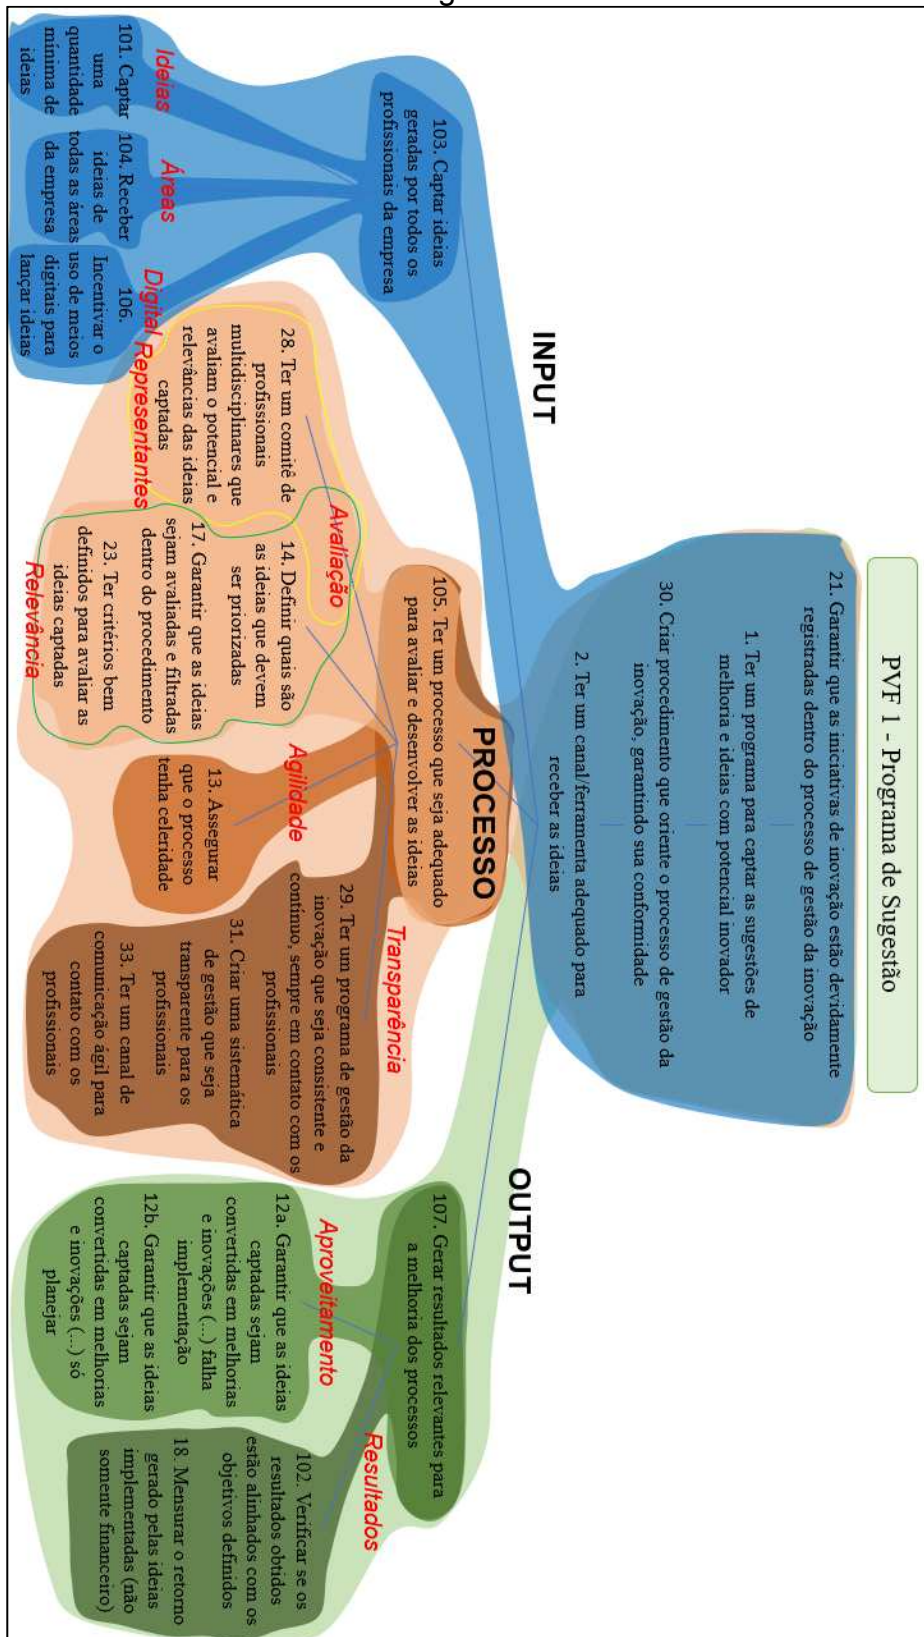 PVF 1 - Programa de Sugestão
21. Garantir que as iniciativas de inovação estão devidamente
registradas dentro do processo de gestão da inovação
1. Ter um programa para captar as sugestões de
melhoria e ideias com potencial inovador
30. Criar procedimento que oriente o processo de gestão da
inovação, garantindo sua conformidade
2. Ter um canal/ferramenta adequado para
receber as ideias
INPUT
103. Captar ideias
geradas por todos os
profissionais da empresa
Ideias
101. Captar
uma
quantidade
mínima de
ideias
Áreas
104. Receber
ideias de
todas as áreas
da empresa
Digital
106.
Incentivar o
uso de meios
digitais para
lançar ideias
PROCESSO
105. Ter um processo que seja adequado
para avaliar e desenvolver as ideias
Avaliação
28. Ter um comitê de
profissionais
multidisciplinares que
avaliam o potencial e
relevâncias das ideias
captadas
Representantes
14. Definir quais são
as ideias que devem
ser priorizadas
17. Garantir que as ideias
sejam avaliadas e filtradas
dentro do procedimento
23. Ter critérios bem
definidos para avaliar as
ideias captadas
Relevância
Agilidade
13. Assegurar
que o processo
tenha celeridade
Transparência
29. Ter um programa de gestão da
inovação que seja consistente e
contínuo, sempre em contato com os
profissionais
31. Criar uma sistemática
de gestão que seja
transparente para os
profissionais
33. Ter um canal de
comunicação ágil para
contato com os
profissionais
OUTPUT
107. Gerar resultados relevantes para
a melhoria dos processos
Aproveitamento
12a. Garantir que as ideias
captadas sejam
convertidas em melhorias
e inovações (...) falha
implementação
12b. Garantir que as ideias
captadas sejam
convertidas em melhorias
e inovações (...) só
planejar
Resultados
102. Verificar se os
resultados obtidos
estão alinhados com os
objetivos definidos
18. Mensurar o retorno
gerado pelas ideias
implementadas (não
somente financeiro)